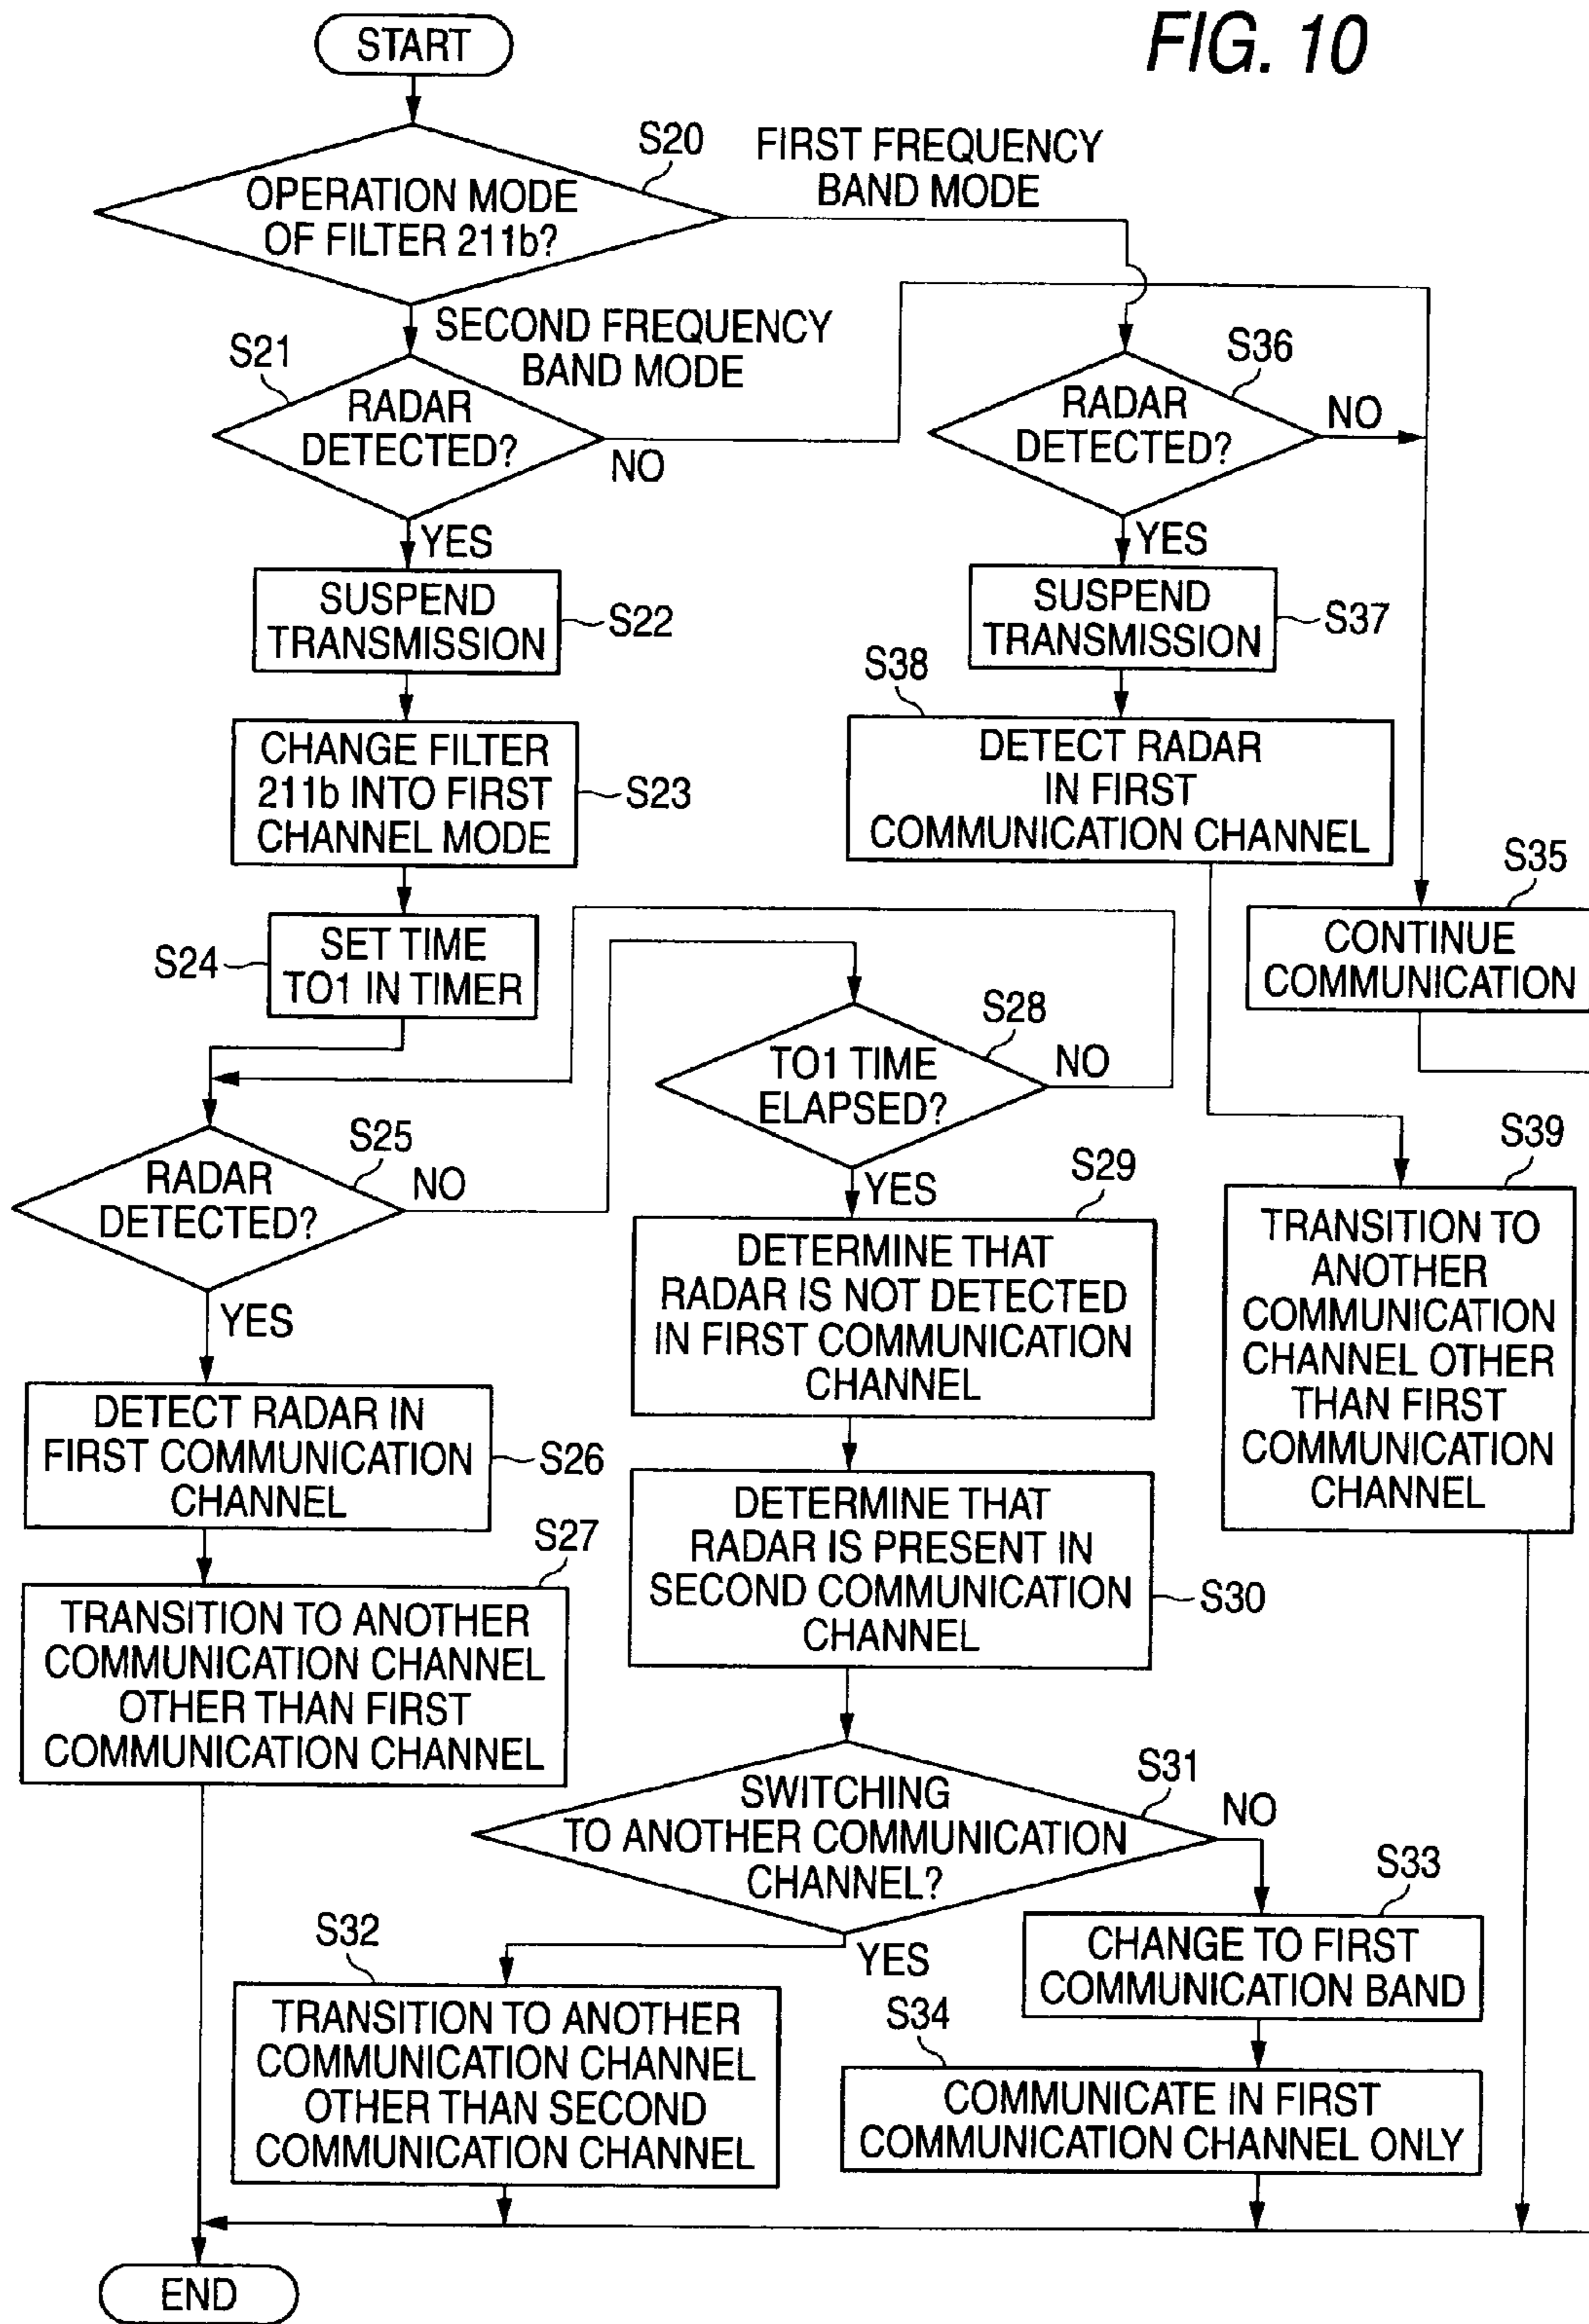 FIG. 10
START
S20
OPERATION MODE
OF FILTER 211b?
FIRST FREQUENCY
BAND MODE
SECOND FREQUENCY
BAND MODE
S21
RADAR
DETECTED?
NO
YES
S36
RADAR
DETECTED?
NO
YES
SUSPEND
TRANSMISSION
S22
SUSPEND
TRANSMISSION
S37
CHANGE FILTER
211b INTO FIRST
CHANNEL MODE
S23
S38
DETECT RADAR
IN FIRST
COMMUNICATION CHANNEL
S35
CONTINUE
COMMUNICATION
S24
SET TIME
TO1 IN TIMER
S28
TO1 TIME
ELAPSED?
NO
YES
S25
RADAR
DETECTED?
NO
YES
S29
DETERMINE THAT
RADAR IS NOT DETECTED
IN FIRST COMMUNICATION
CHANNEL
S39
TRANSITION TO
ANOTHER
COMMUNICATION
CHANNEL OTHER
THAN FIRST
COMMUNICATION
CHANNEL
DETECT RADAR IN
FIRST COMMUNICATION
CHANNEL
S26
DETERMINE THAT
RADAR IS PRESENT IN
SECOND COMMUNICATION
CHANNEL
S30
S27
TRANSITION TO ANOTHER
COMMUNICATION CHANNEL
OTHER THAN FIRST
COMMUNICATION CHANNEL
S31
SWITCHING
TO ANOTHER COMMUNICATION
CHANNEL?
NO
YES
S32
TRANSITION TO ANOTHER
COMMUNICATION CHANNEL
OTHER THAN SECOND
COMMUNICATION CHANNEL
S33
CHANGE TO FIRST
COMMUNICATION BAND
S34
COMMUNICATE IN FIRST
COMMUNICATION CHANNEL ONLY
END